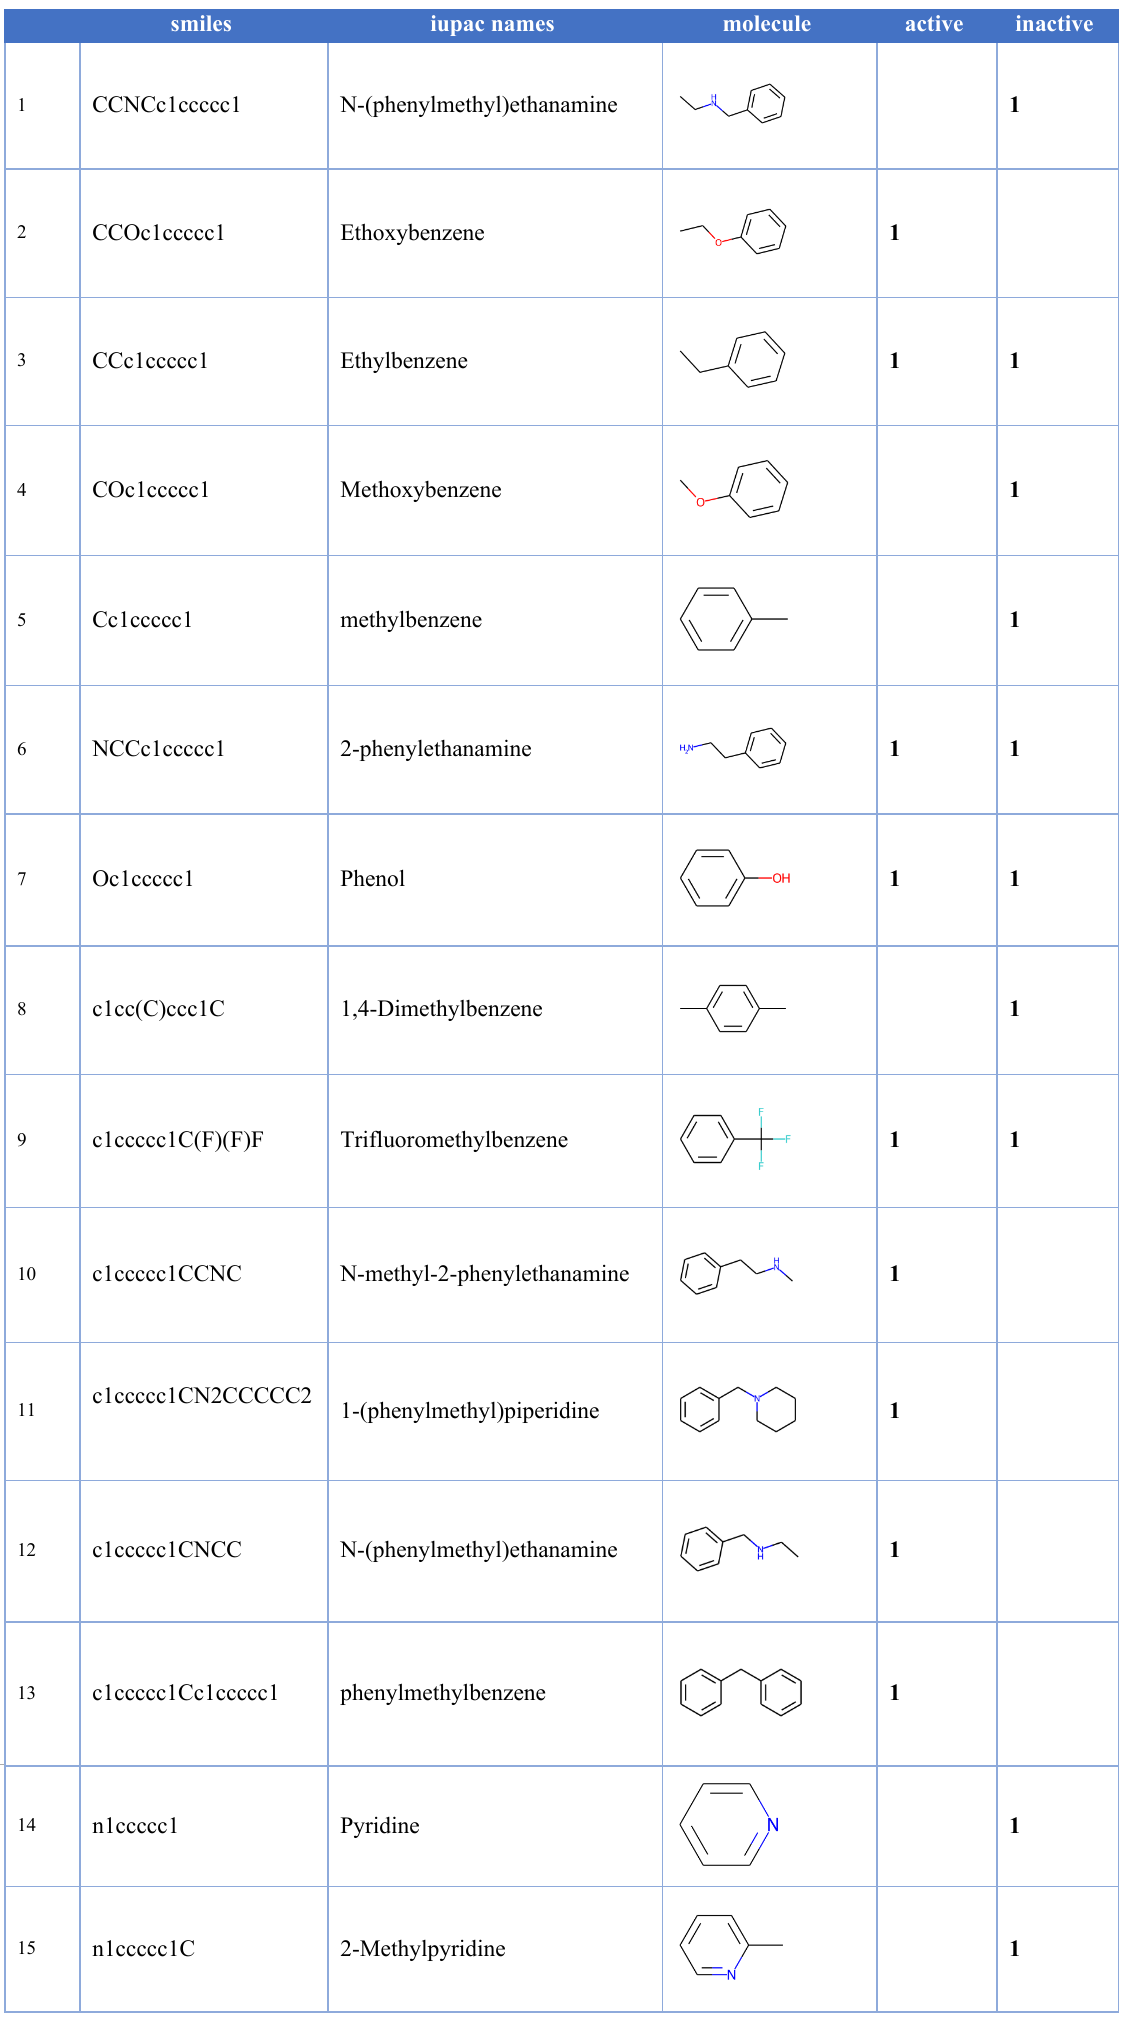 smiles iupac names molecule active inactive
1 CCNCc1ccccc1 N-(phenylmethyl)ethanamine H N 1
2 CCOc1ccccc1 Ethoxybenzene O 1
3 CCc1ccccc1 Ethylbenzene 1 1
4 COc1ccccc1 Methoxybenzene O 1
5 Cc1ccccc1 methylbenzene 1
6 NCCc1ccccc1 2-phenylethanamine H2N 1 1
7 Oc1ccccc1 Phenol OH 1 1
8 c1cc(C)ccc1C 1,4-Dimethylbenzene 1
9 c1ccccc1C(F)(F)F Trifluoromethylbenzene F F F 1 1
10 c1ccccc1CCNC N-methyl-2-phenylethanamine H N 1
11 c1ccccc1CN2CCCCC2 1-(phenylmethyl)piperidine N 1
12 c1ccccc1CNCC N-(phenylmethyl)ethanamine N H 1
13 c1ccccc1Cc1ccccc1 phenylmethylbenzene 1
14 n1ccccc1 Pyridine N 1
15 n1ccccc1C 2-Methylpyridine N 1